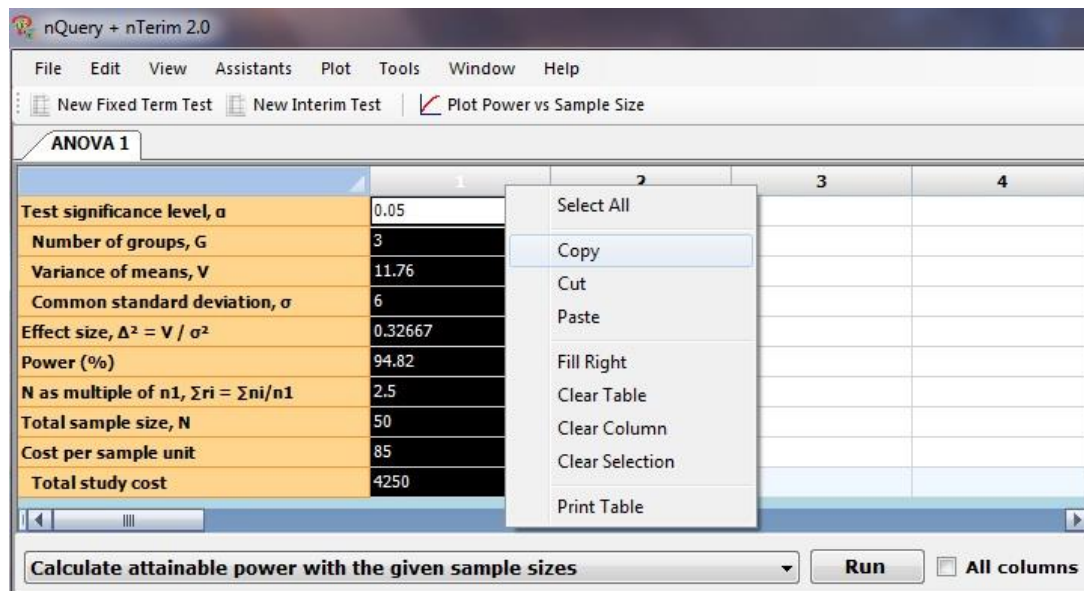 nQuery + nTerim 2.0
File Edit View Assistants Plot Tools Window Help
New Fixed Term Test New Interim Test Plot Power vs Sample Size
ANOVA 1
1 2 3 4
Test significance level, α 0.05
Number of groups, G 3
Variance of means, V 11.76
Common standard deviation, σ 6
Effect size, Δ² = V / σ² 0.32667
Power (%) 94.82
N as multiple of n1, Σri = Σni/n1 2.5
Total sample size, N 50
Cost per sample unit 85
Total study cost 4250
Select All
Copy
Cut
Paste
Fill Right
Clear Table
Clear Column
Clear Selection
Print Table
Calculate attainable power with the given sample sizes Run All columns